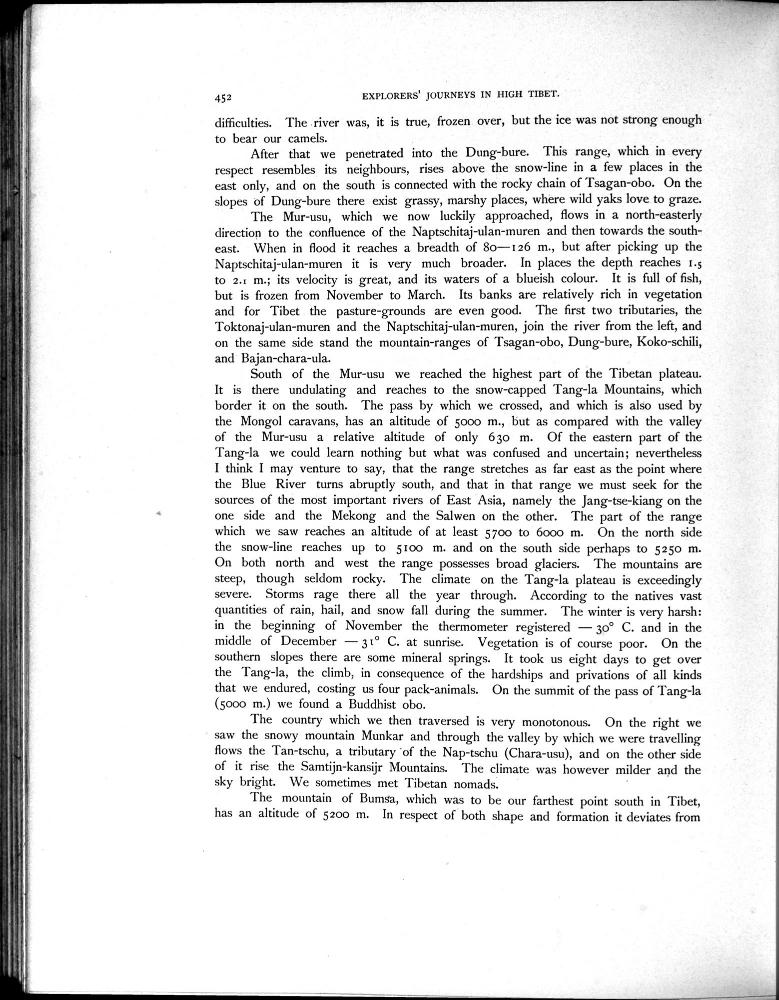 452
EXPLORERS' JOURNEYS IN HIGH TIBET.
difficulties. The river was, it is true, frozen over, but the ice was not strong enough
to bear our camels.
After that we penetrated into the Dung-bure. This range, which in every
respect resembles its neighbours, rises above the snow-line in a few places in the
east only, and on the south is connected with the rocky chain of Tsagan-obo. On the
slopes of Dung-bure there exist grassy, marshy places, where wild yaks love to graze.
The Mur-usu, which we now luckily approached, flows in a north-easterly
direction to the confluence of the Naptschitaj-ulan-muren and then towards the south-
east. When in flood it reaches a breadth of 80—126 m., but after picking up the
Naptschitaj-ulan-muren it is very much broader. In places the depth reaches 1.5
to 2.1 m.; its velocity is great, and its waters of a blueish colour. It is full of fish,
but is frozen from November to March. Its banks are relatively rich in vegetation
and for Tibet the pasture-grounds are even good. The first two tributaries, the
Toktonaj-ulan-muren and the Naptschitaj-ulan-muren, join the river from the left, and
on the same side stand the mountain-ranges of Tsagan-obo, Dung-bure, Koko-schili,
and Bajan-chara-ula.
South of the Mur-usu we reached the highest part of the Tibetan plateau.
It is there undulating and reaches to the snow-capped Tang-la Mountains, which
border it on the south. The pass by which we crossed, and which is also used by
the Mongol caravans, has an altitude of 5000 m., but as compared with the valley
of the Mur-usu a relative altitude of only 630 m. Of the eastern part of the
Tang-la we could learn nothing but what was confused and uncertain; nevertheless
I think I may venture to say, that the range stretches as far east as the point where
the Blue River turns abruptly south, and that in that range we must seek for the
sources of the most important rivers of East Asia, namely the Jang-tse-kiang on the
one side and the Mekong and the Salwen on the other. The part of the range
which we saw reaches an altitude of at least 5700 to 6000 m. On the north side
the snow-line reaches up to 5100 m. and on the south side perhaps to 5250 m.
On both north and west the range possesses broad glaciers. The mountains are
steep, though seldom rocky. The climate on the Tang-la plateau is exceedingly
severe. Storms rage there all the year through. According to the natives vast
quantities of rain, hail, and snow fall during the summer. The winter is very harsh:
in the beginning of November the thermometer registered — 30° C. and in the
middle of December — 31° C. at sunrise. Vegetation is of course poor. On the
southern slopes there are some mineral springs. It took us eight days to get over
the Tang-la, the climb, in consequence of the hardships and privations of all kinds
that we endured, costing us four pack-animals. On the summit of the pass of Tang-la
(5000 m.) we found a Buddhist obo.
The country which we then traversed is very monotonous. On the right we
saw the snowy mountain Munkar and through the valley by which we were travelling
flows the Tan-tschu, a tributary of the Nap-tschu (Chara-usu), and on the other side
of it rise the Samtijn-kansijr Mountains. The climate was however milder and the
sky bright. We sometimes met Tibetan nomads.
The mountain of Bumsa, which was to be our farthest point south in Tibet,
has an altitude of 5200 m. In respect of both shape and formation it deviates from